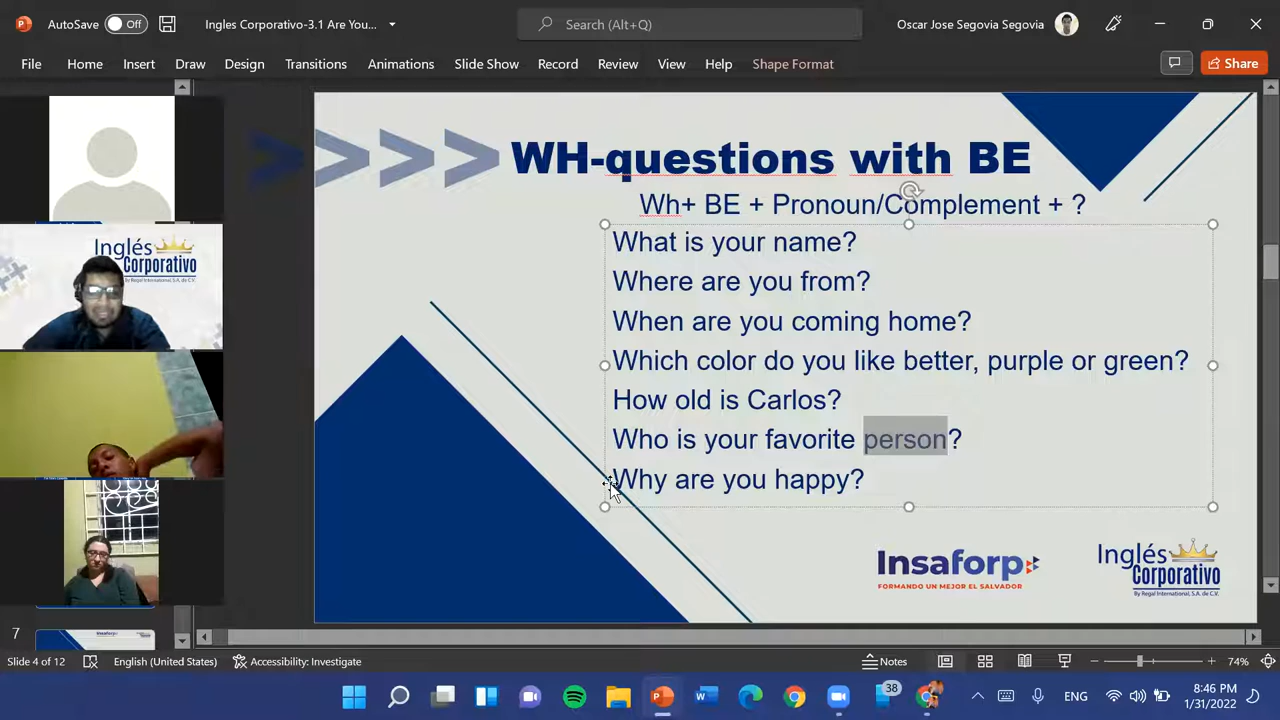 AutoSave Off
Ingles Corporativo-3.1 Are You...
Search (Alt+Q)
Oscar Jose Segovia Segovia
File Home Insert Draw Design Transitions Animations Slide Show Record Review View Help Shape Format
Share
WH-questions with BE
Wh+ BE + Pronoun/Complement + ?
What is your name?
Where are you from?
When are you coming home?
Which color do you like better, purple or green?
How old is Carlos?
Who is your favorite person?
Why are you happy?
Insaforp
FORMANDO UN MEJOR EL SALVADOR
Inglés
Corporativo
By Regal International, S.A. de C.V.
Inglés
Corporativo
By Regal International, S.A. de C.V.
7
Slide 4 of 12
English (United States)
Accessibility: Investigate
Notes
74%
38
ENG
8:46 PM
1/31/2022